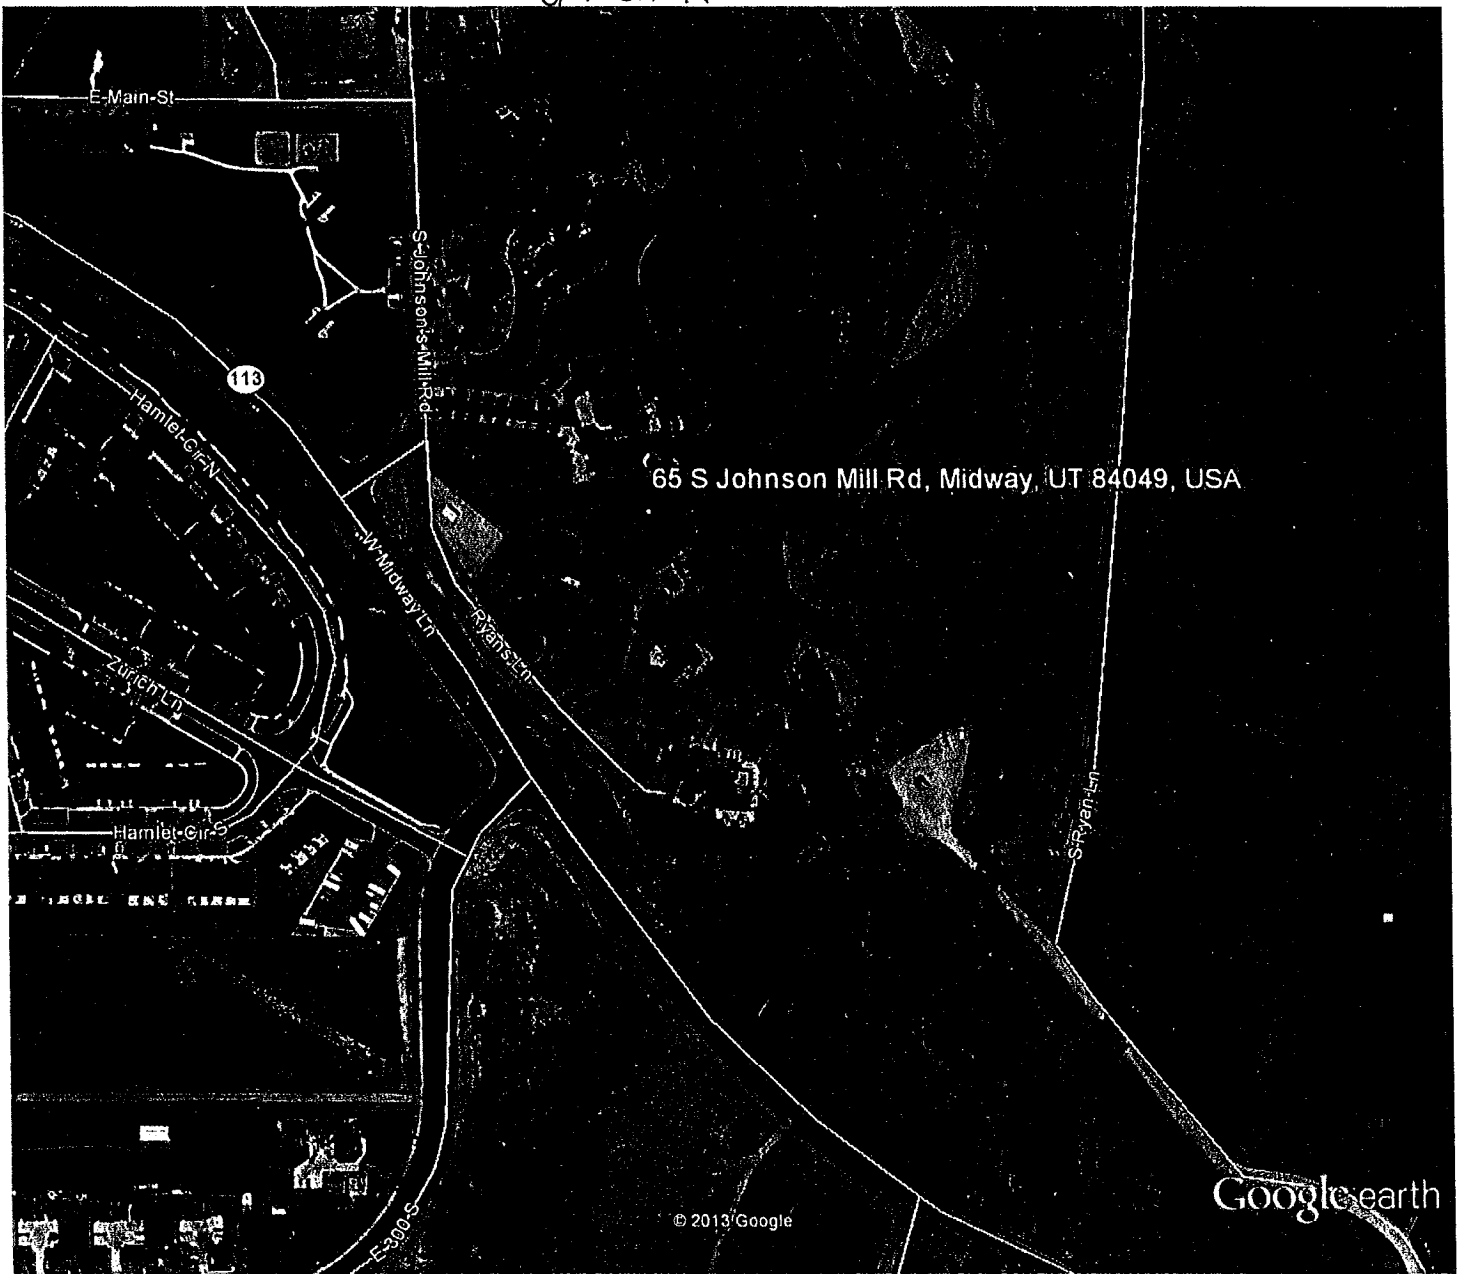 E Main St
S Johnson's Mill Rd
113
Hamlet Cir N
65 S Johnson Mill Rd, Midway, UT 84049, USA
W Midway Ln
Ryan's Ln
Zurich Ln
S Ryan Ln
Hamlet Cir S
Google earth
© 2013 Google
E 300 S